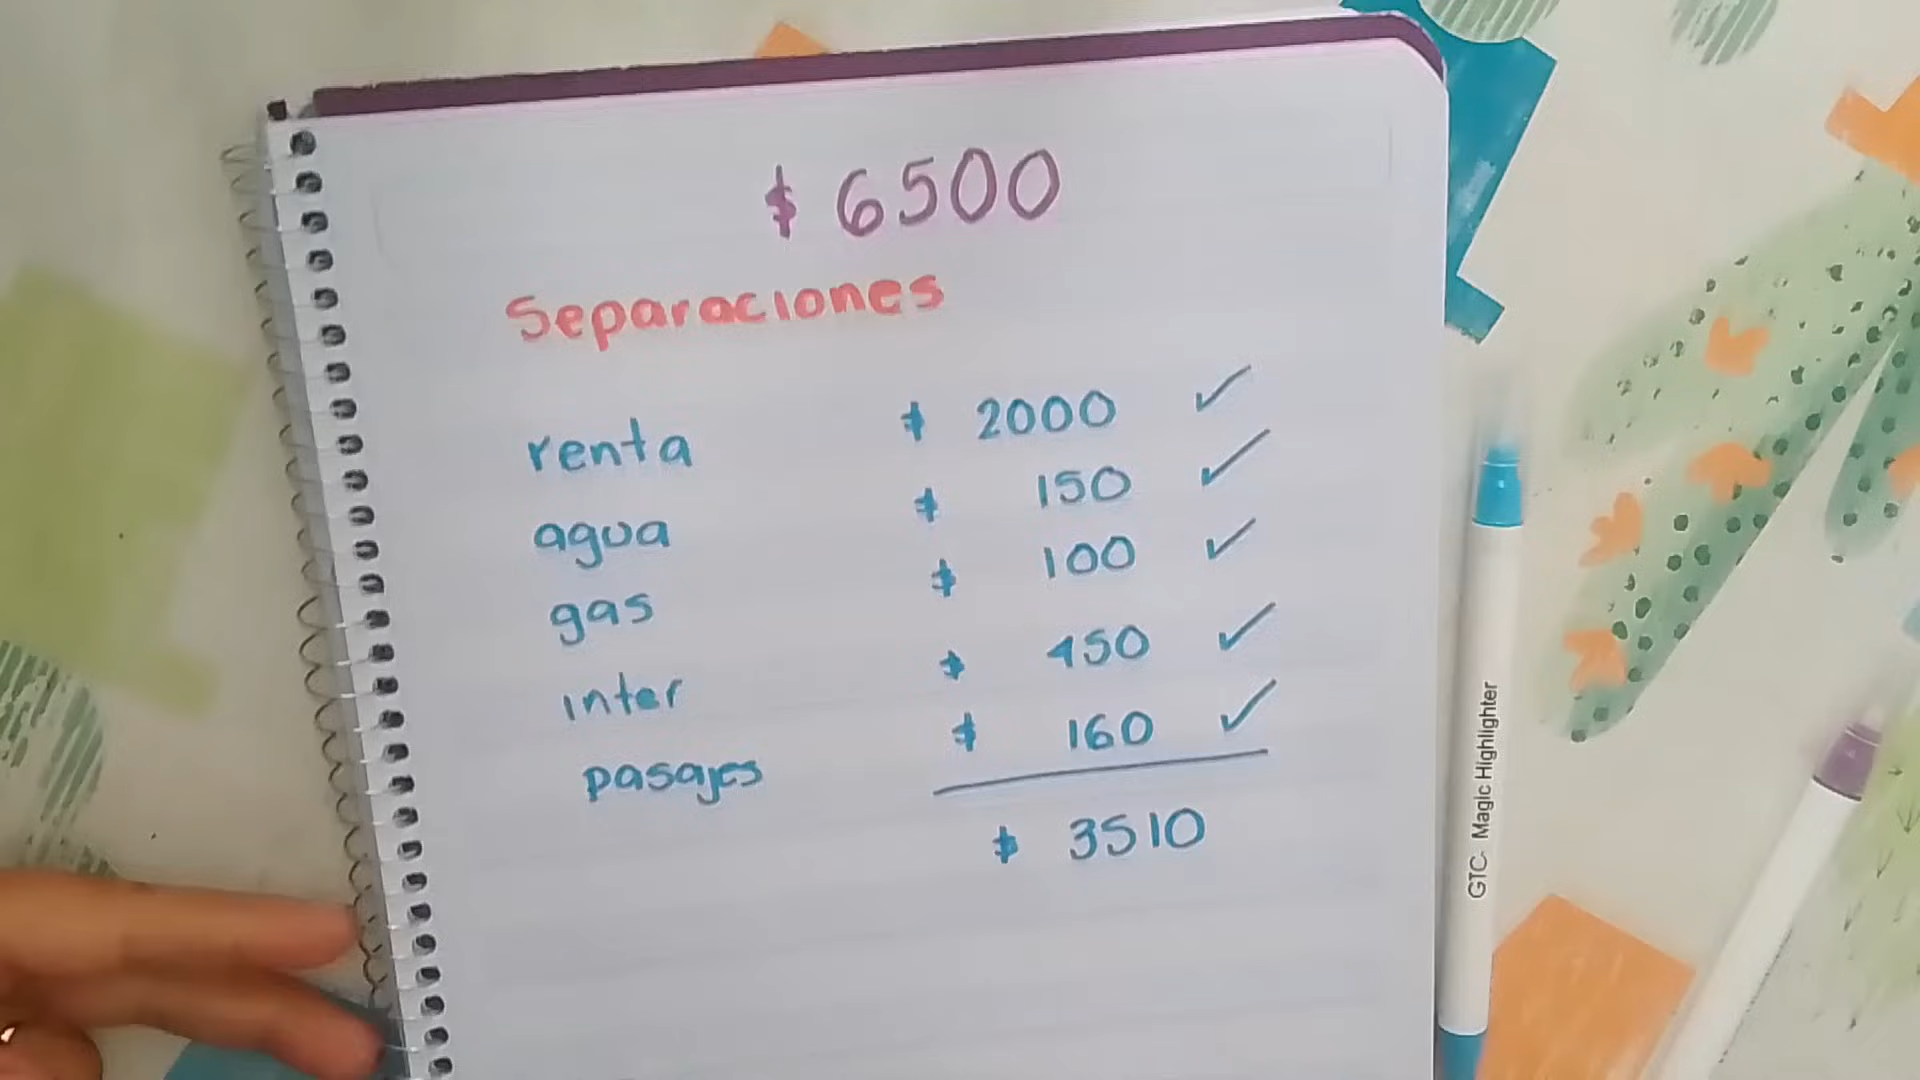 $ 6500
Separaciones
renta $ 2000 ✓
agua $ 150 ✓
gas $ 100 ✓
inter $ 450 ✓
pasajes $ 160 ✓
$ 3510
GTC- Magic Highlighter